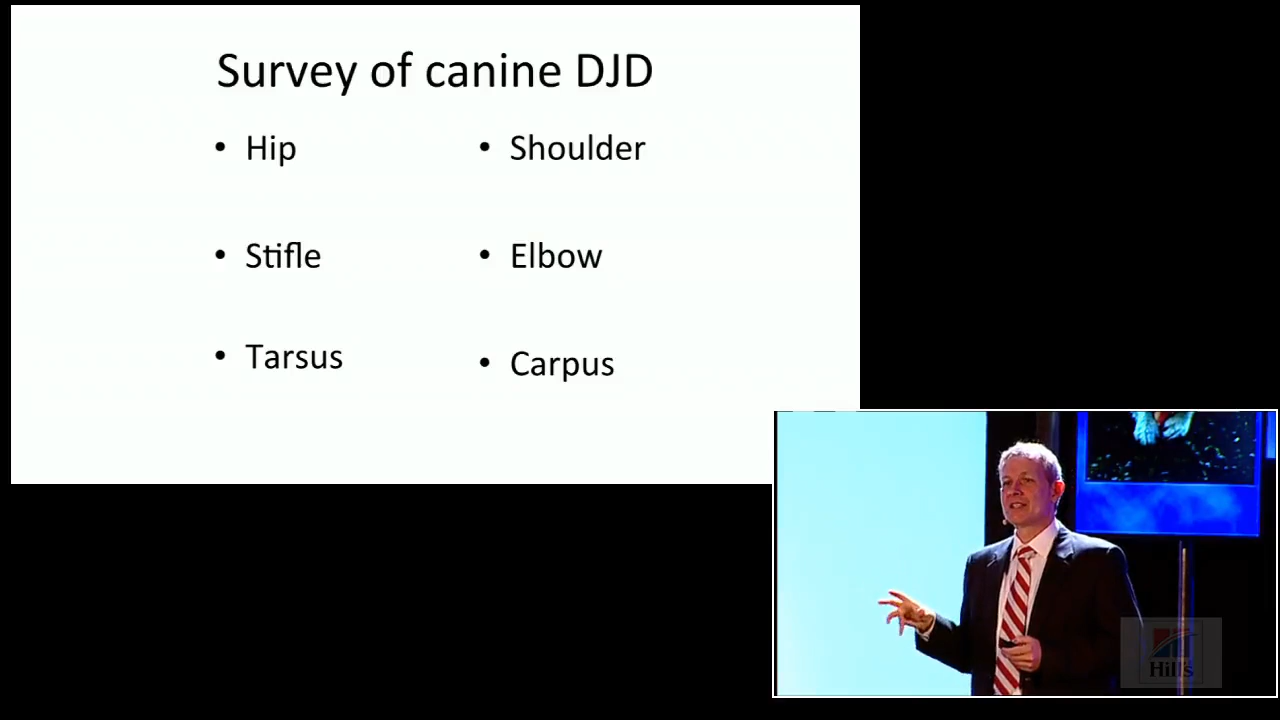 Survey of canine DJD
• Hip
• Stifle
• Tarsus
• Shoulder
• Elbow
• Carpus
Hill's